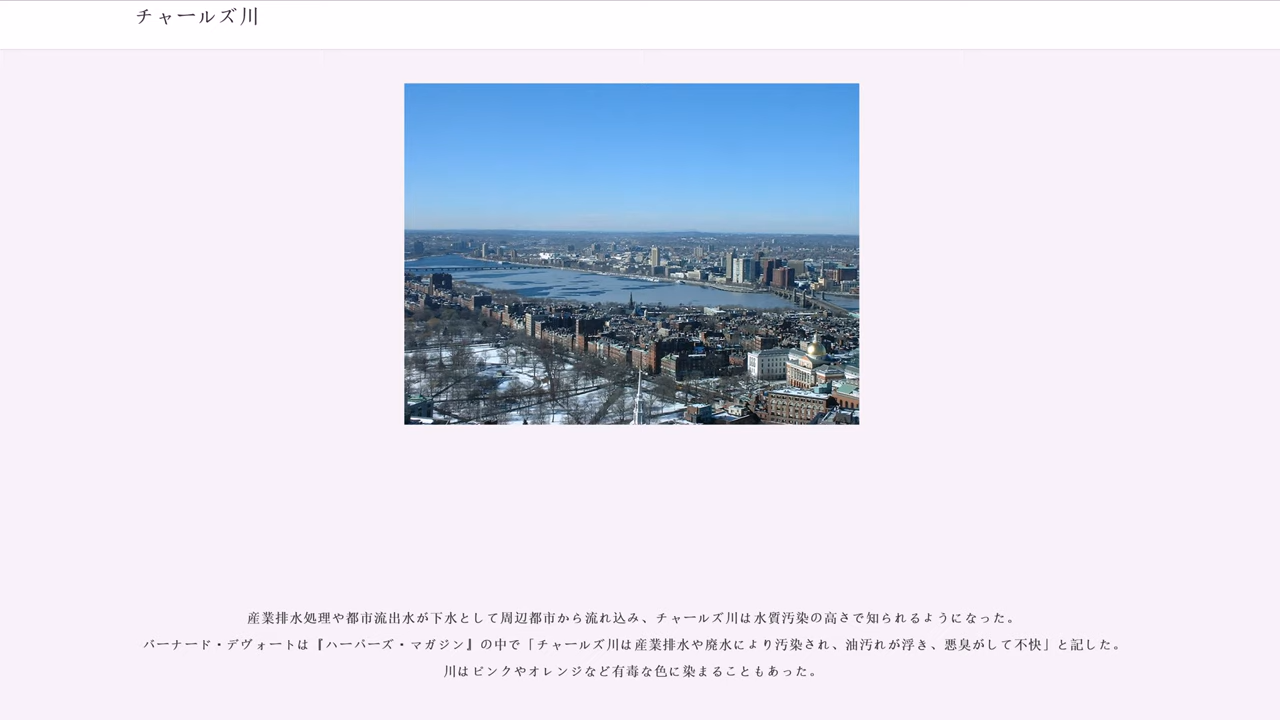 チャールズ川
産業排水処理や都市流出水が下水として周辺都市から流れ込み、チャールズ川は水質汚染の高さで知られるようになった。
バーナード・デヴォートは『ハーバーズ・マガジン』の中で「チャールズ川は産業排水や廃水により汚染され、油汚れが浮き、悪臭がして不快」と記した。
川はピンクやオレンジなど有毒な色に染まることもあった。